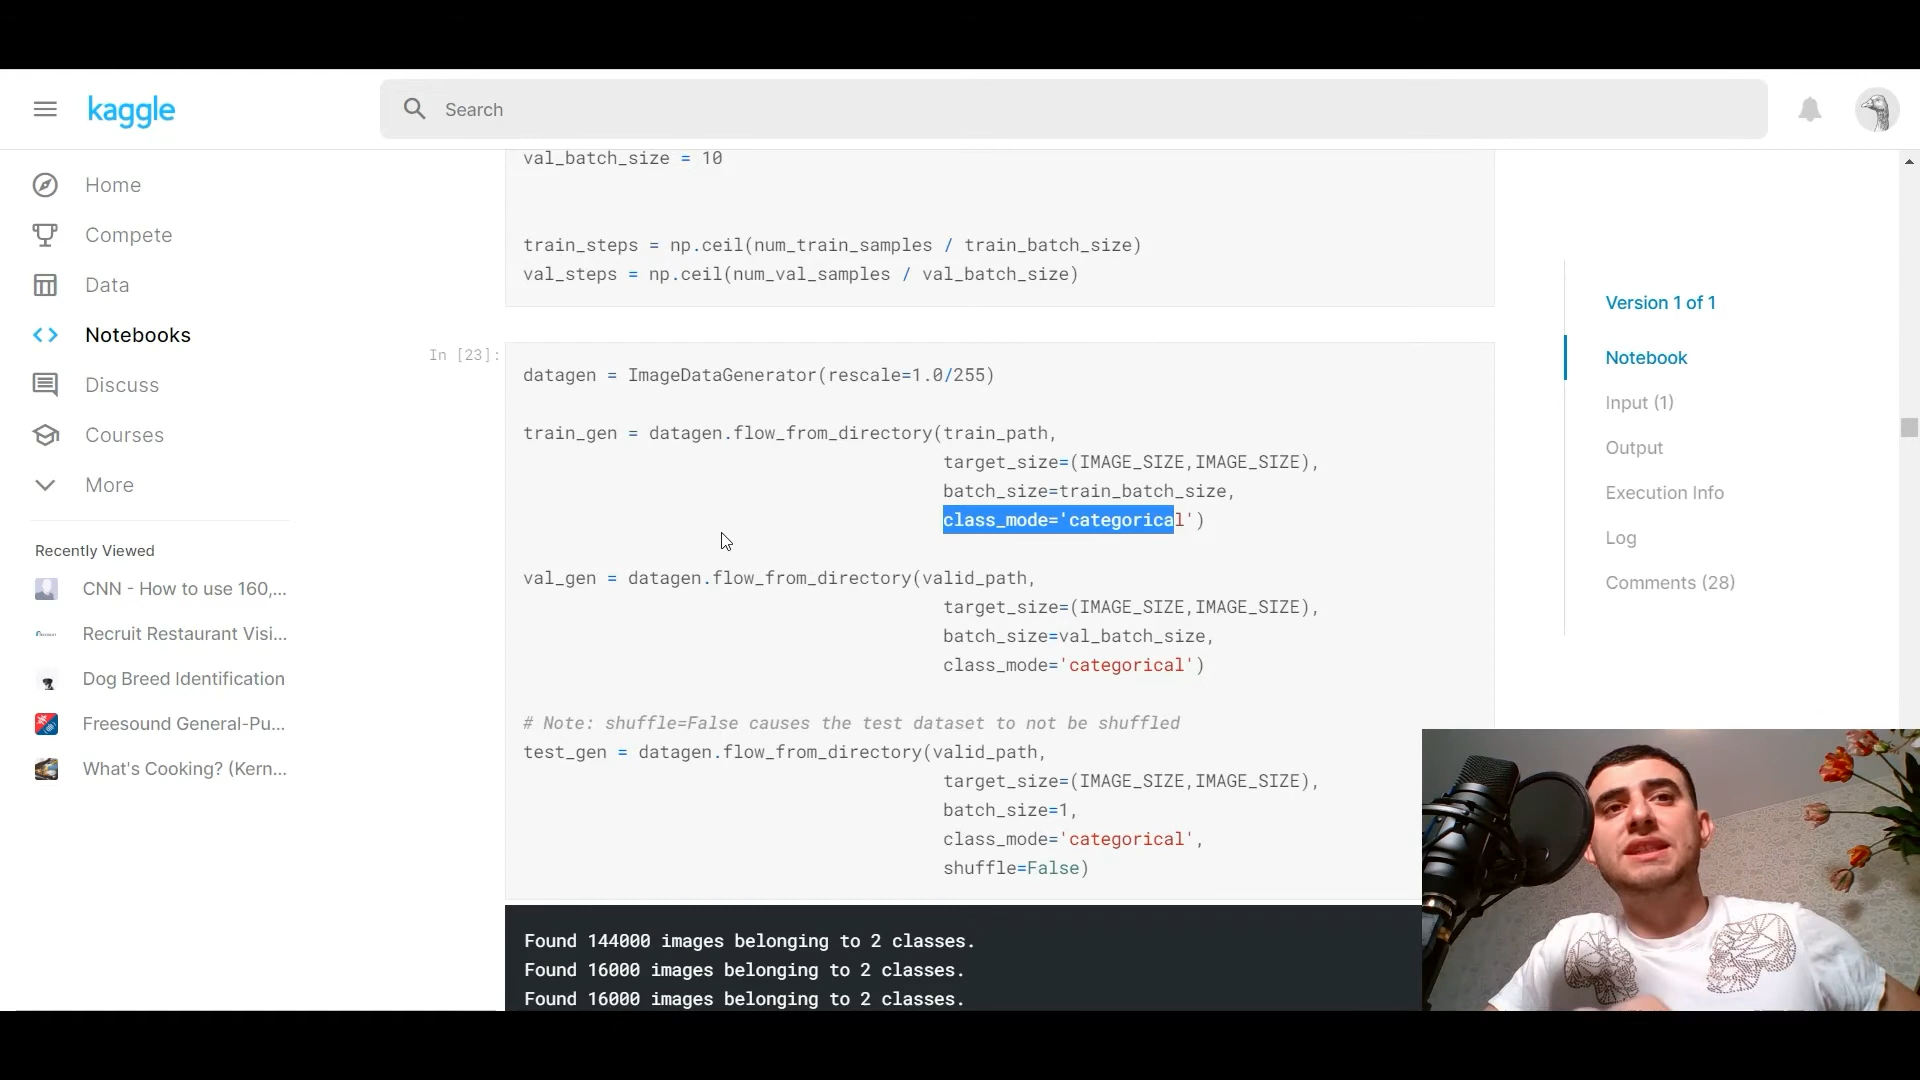 kaggle
Search
Home
Compete
Data
Notebooks
Discuss
Courses
More
Recently Viewed
CNN - How to use 160,...
Recruit Restaurant Visi...
Dog Breed Identification
Freesound General-Pu...
What's Cooking? (Kern...
val_batch_size = 10
train_steps = np.ceil(num_train_samples / train_batch_size)
val_steps = np.ceil(num_val_samples / val_batch_size)
In [23]:
datagen = ImageDataGenerator(rescale=1.0/255)
train_gen = datagen.flow_from_directory(train_path,
target_size=(IMAGE_SIZE,IMAGE_SIZE),
batch_size=train_batch_size,
class_mode='categorical')
val_gen = datagen.flow_from_directory(valid_path,
target_size=(IMAGE_SIZE,IMAGE_SIZE),
batch_size=val_batch_size,
class_mode='categorical')
# Note: shuffle=False causes the test dataset to not be shuffled
test_gen = datagen.flow_from_directory(valid_path,
target_size=(IMAGE_SIZE,IMAGE_SIZE),
batch_size=1,
class_mode='categorical',
shuffle=False)
Found 144000 images belonging to 2 classes.
Found 16000 images belonging to 2 classes.
Found 16000 images belonging to 2 classes.
Version 1 of 1
Notebook
Input (1)
Output
Execution Info
Log
Comments (28)